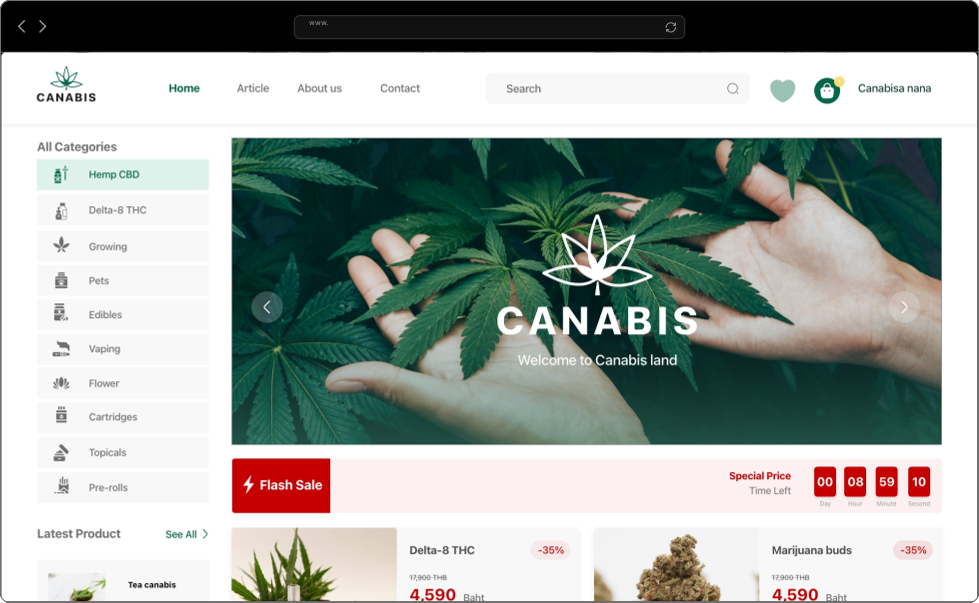 www.
CANABIS
Home
Article
About us
Contact
Search
Canabisa nana
All Categories
Hemp CBD
Delta-8 THC
Growing
Pets
Edibles
Vaping
Flower
Cartridges
Topicals
Pre-rolls
CANABIS
Welcome to Canabis land
Flash Sale
Special Price
Time Left
00
08
59
10
Day
Hour
Minute
Second
Latest Product
See All
Tea canabis
Delta-8 THC
-35%
17,900 THB
4,590 Baht
Marijuana buds
-35%
17,900 THB
4,590 Baht